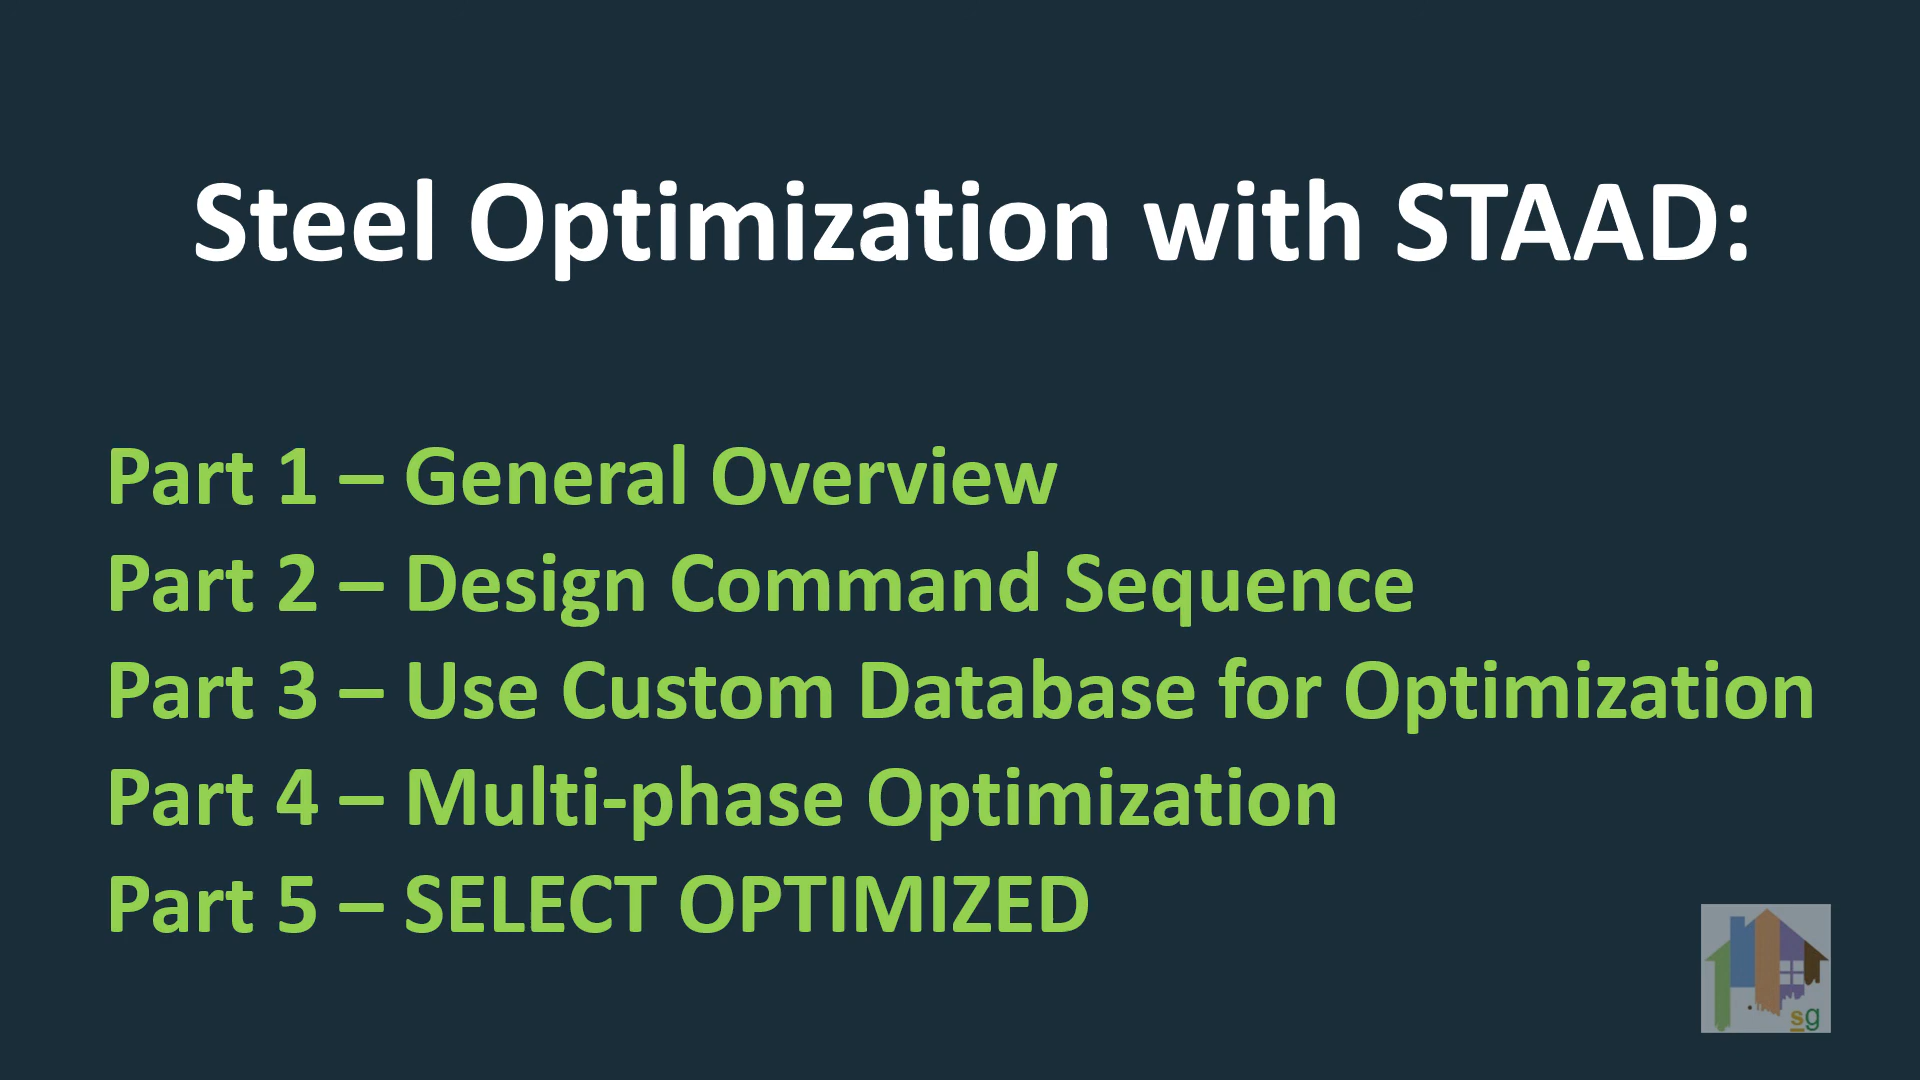 Steel Optimization with STAAD:
Part 1 – General Overview
Part 2 – Design Command Sequence
Part 3 – Use Custom Database for Optimization
Part 4 – Multi-phase Optimization
Part 5 – SELECT OPTIMIZED
sg